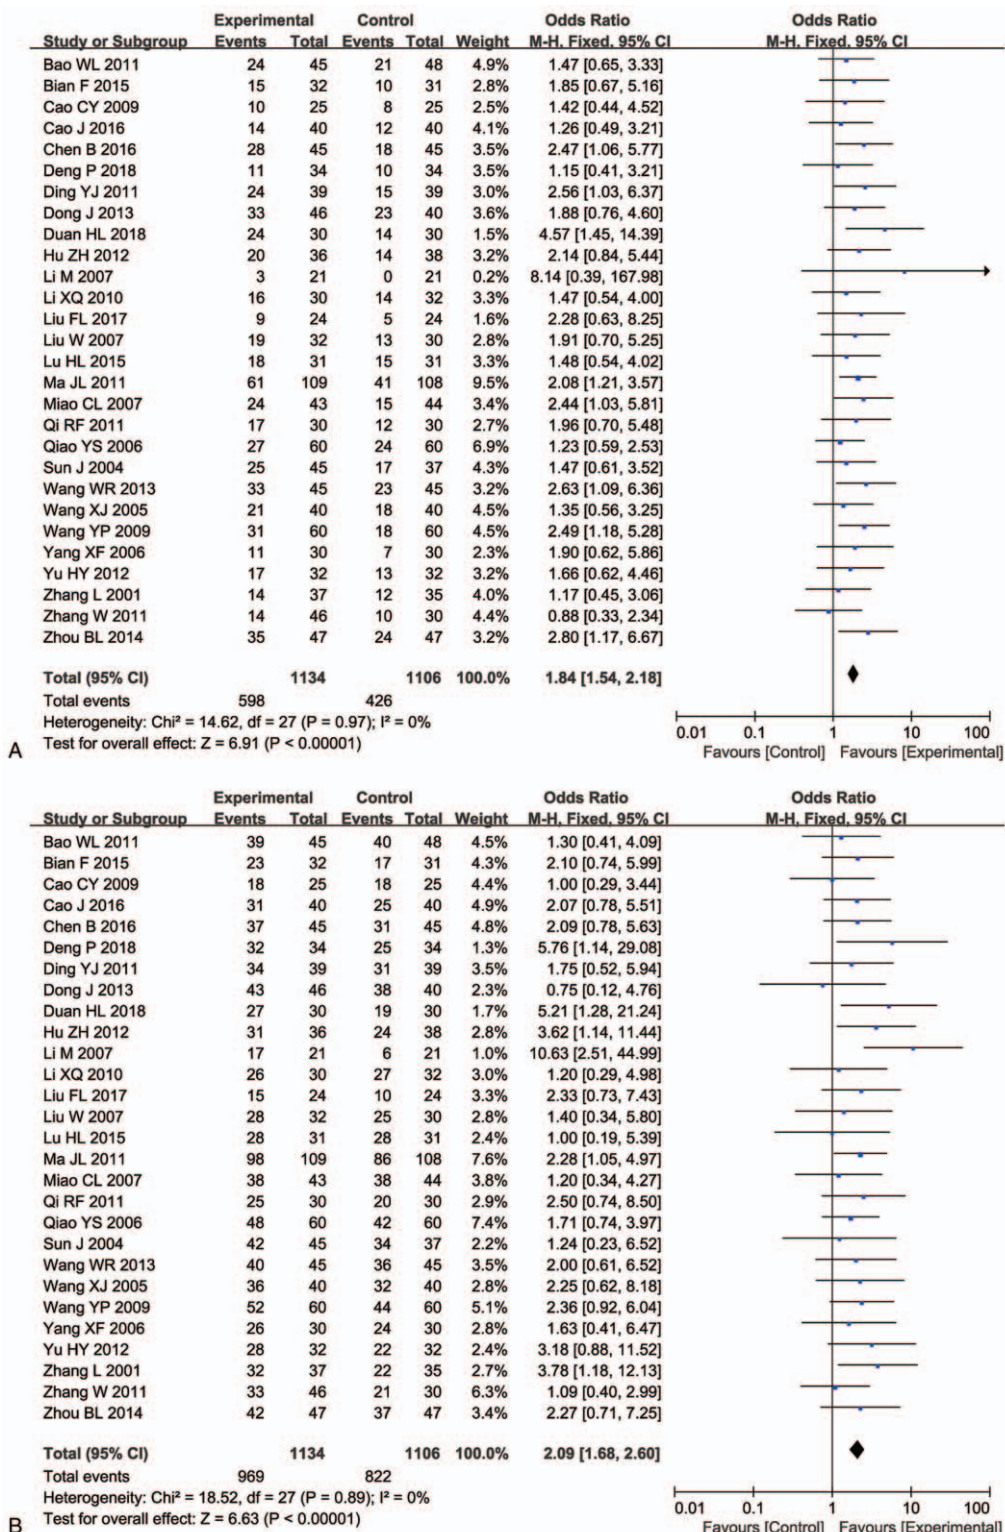 Experimental Control Odds Ratio Odds Ratio
Study or Subgroup Events Total Events Total Weight M-H, Fixed, 95% CI M-H, Fixed, 95% CI
Bao WL 2011 24 45 21 48 4.9% 1.47 [0.65, 3.33]
Bian F 2015 15 32 10 31 2.8% 1.85 [0.67, 5.16]
Cao CY 2009 10 25 8 25 2.5% 1.42 [0.44, 4.52]
Cao J 2016 14 40 12 40 4.1% 1.26 [0.49, 3.21]
Chen B 2016 28 45 18 45 3.5% 2.47 [1.06, 5.77]
Deng P 2018 11 34 10 34 3.5% 1.15 [0.41, 3.21]
Ding YJ 2011 24 39 15 39 3.0% 2.56 [1.03, 6.37]
Dong J 2013 33 46 23 40 3.6% 1.88 [0.76, 4.60]
Duan HL 2018 24 30 14 30 1.5% 4.57 [1.45, 14.39]
Hu ZH 2012 20 36 14 38 3.1% 2.14 [0.84, 5.44]
Li M 2007 3 21 0 21 0.2% 8.14 [0.39, 167.98]
Li XQ 2010 16 30 14 32 3.3% 1.47 [0.54, 4.00]
Liu FL 2017 9 24 5 24 1.6% 2.28 [0.63, 8.25]
Liu W 2007 19 32 13 30 2.8% 1.91 [0.70, 5.25]
Lu HL 2015 18 31 15 31 3.3% 1.48 [0.54, 4.02]
Ma JL 2011 61 109 41 108 9.5% 2.08 [1.21, 3.57]
Miao CL 2007 24 43 15 44 3.4% 2.44 [1.03, 5.81]
Qi RF 2011 17 30 12 30 2.7% 1.96 [0.70, 5.48]
Qiao YS 2006 27 60 24 60 6.9% 1.23 [0.59, 2.53]
Sun J 2004 25 45 17 37 4.3% 1.47 [0.61, 3.52]
Wang WR 2013 33 45 23 45 3.2% 2.63 [1.09, 6.36]
Wang XJ 2005 21 40 18 40 4.5% 1.35 [0.56, 3.25]
Wang YP 2009 31 60 18 60 4.5% 2.49 [1.18, 5.28]
Yang XF 2006 11 30 7 30 2.3% 1.90 [0.62, 5.86]
Yu HY 2012 17 32 13 32 3.2% 1.66 [0.62, 4.46]
Zhang L 2001 14 37 12 35 4.0% 1.17 [0.45, 3.06]
Zhang W 2011 14 46 10 30 4.4% 0.88 [0.33, 2.34]
Zhou BL 2014 35 47 24 47 3.2% 2.80 [1.17, 6.67]
Total (95% CI) 1134 1106 100.0% 1.84 [1.54, 2.18]
Total events 598 426
Heterogeneity: Chi² = 14.62, df = 27 (P = 0.97); I² = 0%
Test for overall effect: Z = 6.91 (P < 0.00001)
0.01 0.1 1 10 100
Favours [Control] Favours [Experimental]
A
Experimental Control Odds Ratio Odds Ratio
Study or Subgroup Events Total Events Total Weight M-H, Fixed, 95% CI M-H, Fixed, 95% CI
Bao WL 2011 39 45 40 48 4.5% 1.30 [0.41, 4.09]
Bian F 2015 23 32 17 31 4.3% 2.10 [0.74, 5.99]
Cao CY 2009 18 25 18 25 4.4% 1.00 [0.29, 3.44]
Cao J 2016 31 40 25 40 4.9% 2.07 [0.78, 5.51]
Chen B 2016 37 45 31 45 4.8% 2.09 [0.78, 5.63]
Deng P 2018 32 34 25 34 1.3% 5.76 [1.14, 29.08]
Ding YJ 2011 34 39 31 39 3.5% 1.75 [0.52, 5.94]
Dong J 2013 43 46 38 40 2.3% 0.75 [0.12, 4.76]
Duan HL 2018 27 30 19 30 1.7% 5.21 [1.28, 21.24]
Hu ZH 2012 31 36 24 38 2.8% 3.62 [1.14, 11.44]
Li M 2007 17 21 6 21 1.0% 10.63 [2.51, 44.99]
Li XQ 2010 26 30 27 32 3.0% 1.20 [0.29, 4.98]
Liu FL 2017 15 24 10 24 3.3% 2.33 [0.73, 7.43]
Liu W 2007 28 32 25 30 2.8% 1.40 [0.34, 5.80]
Lu HL 2015 28 31 28 31 2.4% 1.00 [0.19, 5.39]
Ma JL 2011 98 109 86 108 7.6% 2.28 [1.05, 4.97]
Miao CL 2007 38 43 38 44 3.8% 1.20 [0.34, 4.27]
Qi RF 2011 25 30 20 30 2.9% 2.50 [0.74, 8.50]
Qiao YS 2006 48 60 42 60 7.4% 1.71 [0.74, 3.97]
Sun J 2004 42 45 34 37 2.2% 1.24 [0.23, 6.52]
Wang WR 2013 40 45 36 45 3.5% 2.00 [0.61, 6.52]
Wang XJ 2005 36 40 32 40 2.8% 2.25 [0.62, 8.18]
Wang YP 2009 52 60 44 60 5.1% 2.36 [0.92, 6.04]
Yang XF 2006 26 30 24 30 2.8% 1.63 [0.41, 6.47]
Yu HY 2012 28 32 22 32 2.4% 3.18 [0.88, 11.52]
Zhang L 2001 32 37 22 35 2.7% 3.78 [1.18, 12.13]
Zhang W 2011 33 46 21 30 6.3% 1.09 [0.40, 2.99]
Zhou BL 2014 42 47 37 47 3.4% 2.27 [0.71, 7.25]
Total (95% CI) 1134 1106 100.0% 2.09 [1.68, 2.60]
Total events 969 822
Heterogeneity: Chi² = 18.52, df = 27 (P = 0.89); I² = 0%
Test for overall effect: Z = 6.63 (P < 0.00001)
0.01 0.1 1 10 100
Favours [Control] Favours [Experimental]
B